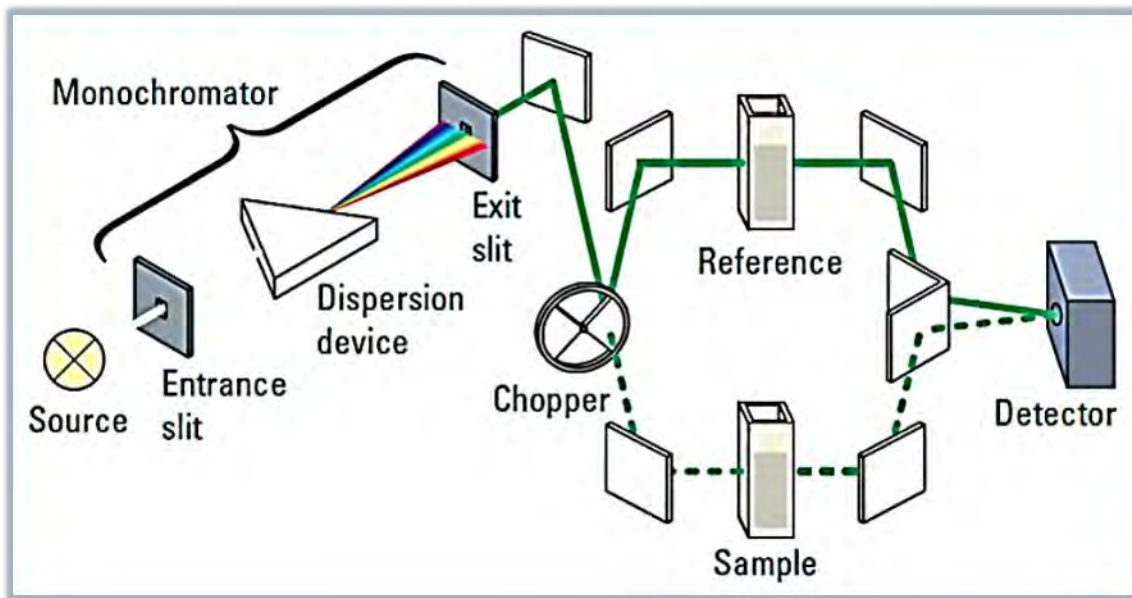 Monochromator
Exit
slit
Reference
Dispersion
device
Entrance
slit
Source
Chopper
Detector
Sample